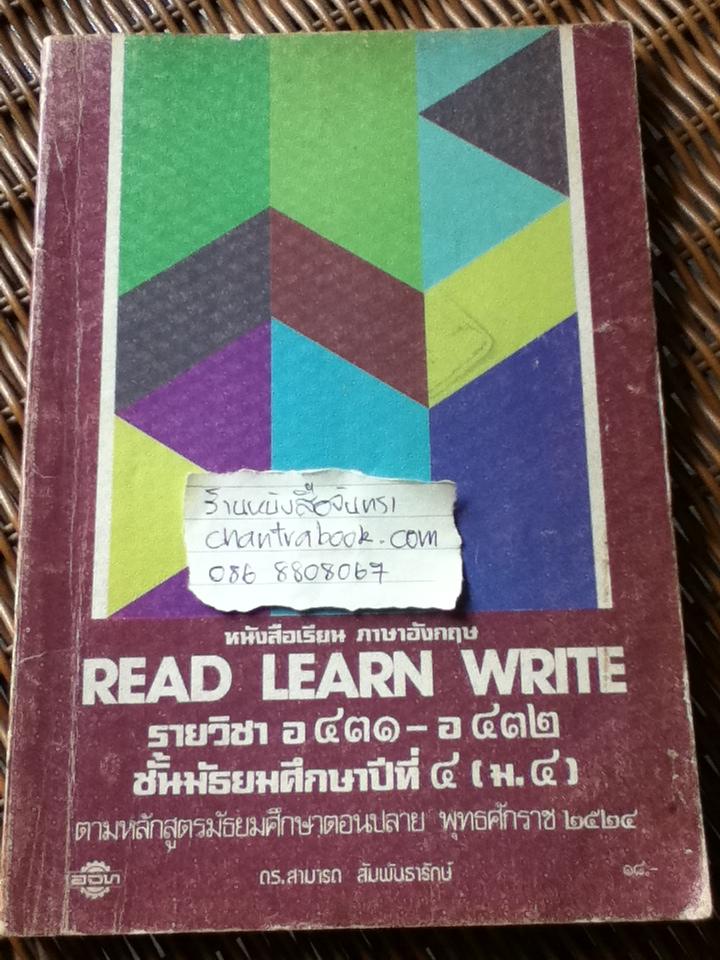 ร้านหนังสือจันทรา
chantrabook.com
086 8808067
หนังสือเรียน ภาษาอังกฤษ
READ LEARN WRITE
รายวิชา อ ๔๓๑ – อ ๔๓๒
ชั้นมัธยมศึกษาปีที่ ๔ (ม.๔)
ตามหลักสูตรมัธยมศึกษาตอนปลาย พุทธศักราช ๒๕๒๔
อวท ดร.สามารถ สัมพันธารักษ์ ๑๘.-